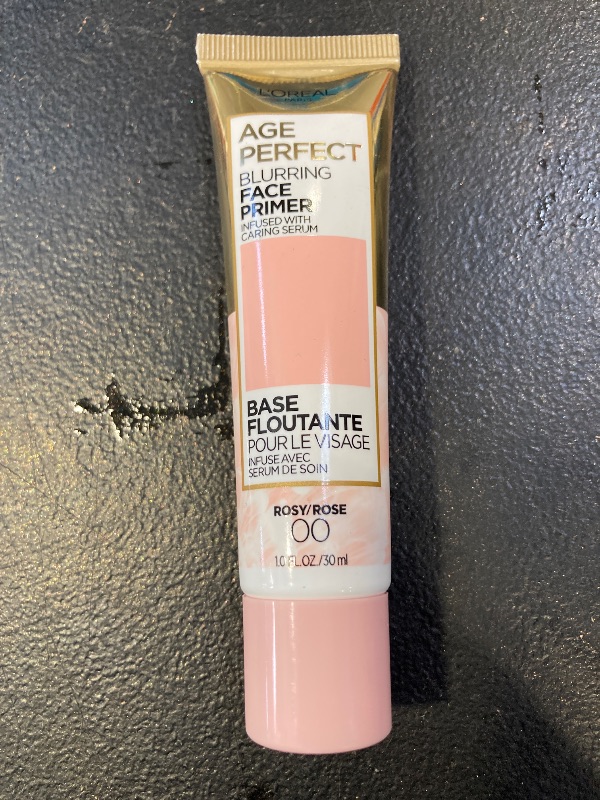 L'ORÉAL
PARIS
AGE
PERFECT
BLURRING
FACE
PRIMER
INFUSED WITH
CARING SERUM
BASE
FLOUTANTE
POUR LE VISAGE
INFUSE AVEC
SERUM DE SOIN
ROSY/ROSE
00
1.0 FL.OZ./30 ml